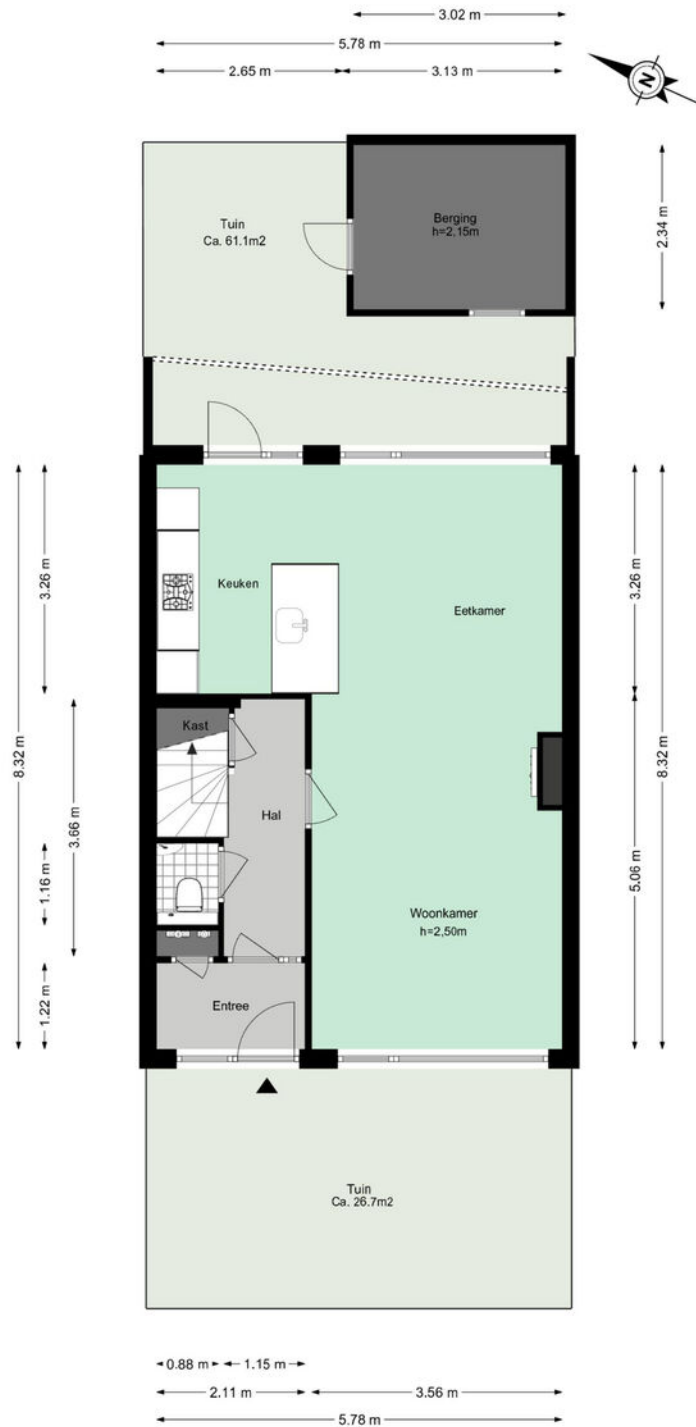 3.02 m
5.78 m
2.65 m
3.13 m
N
Tuin
Ca. 61.1m2
Berging
h=2,15m
2.34 m
8.32 m
3.26 m
Keuken
Eetkamer
3.26 m
8.32 m
3.66 m
Kast
Hal
1.16 m
5.06 m
Woonkamer
h=2,50m
1.22 m
Entree
Tuin
Ca. 26.7m2
0.88 m
1.15 m
2.11 m
3.56 m
5.78 m